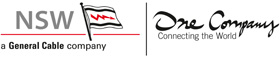 NSW
a General Cable company
One Company
Connecting the World